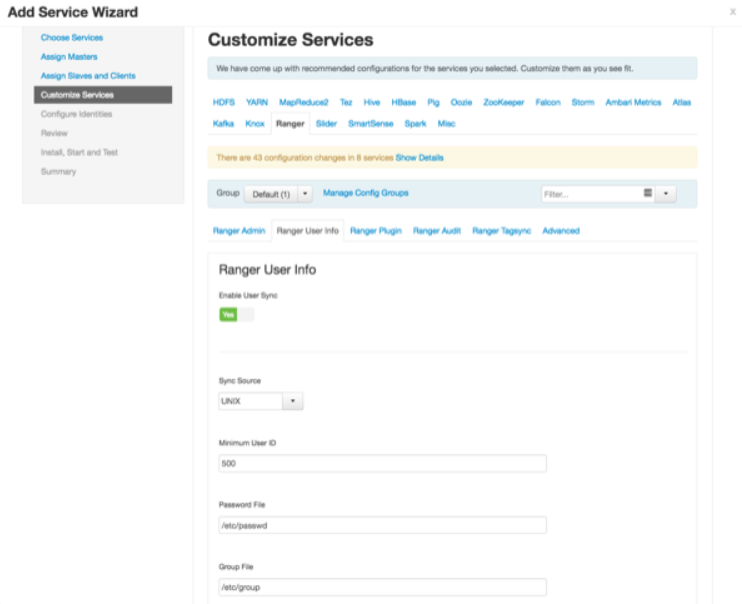 Add Service Wizard
x
Choose Services
Assign Masters
Assign Slaves and Clients
Customize Services
Configure Identities
Review
Install, Start and Test
Summary
Customize Services
We have come up with recommended configurations for the services you selected. Customize them as you see fit.
HDFS YARN MapReduce2 Tez Hive HBase Pig Oozie ZooKeeper Falcon Storm Ambari Metrics Atlas
Kafka Knox Ranger Slider SmartSense Spark Misc
There are 43 configuration changes in 8 services Show Details
Group Default (1) Manage Config Groups Filter...
Ranger Admin Ranger User Info Ranger Plugin Ranger Audit Ranger Tagsync Advanced
Ranger User Info
Enable User Sync
Yes
Sync Source
UNIX
Minimum User ID
500
Password File
/etc/passwd
Group File
/etc/group